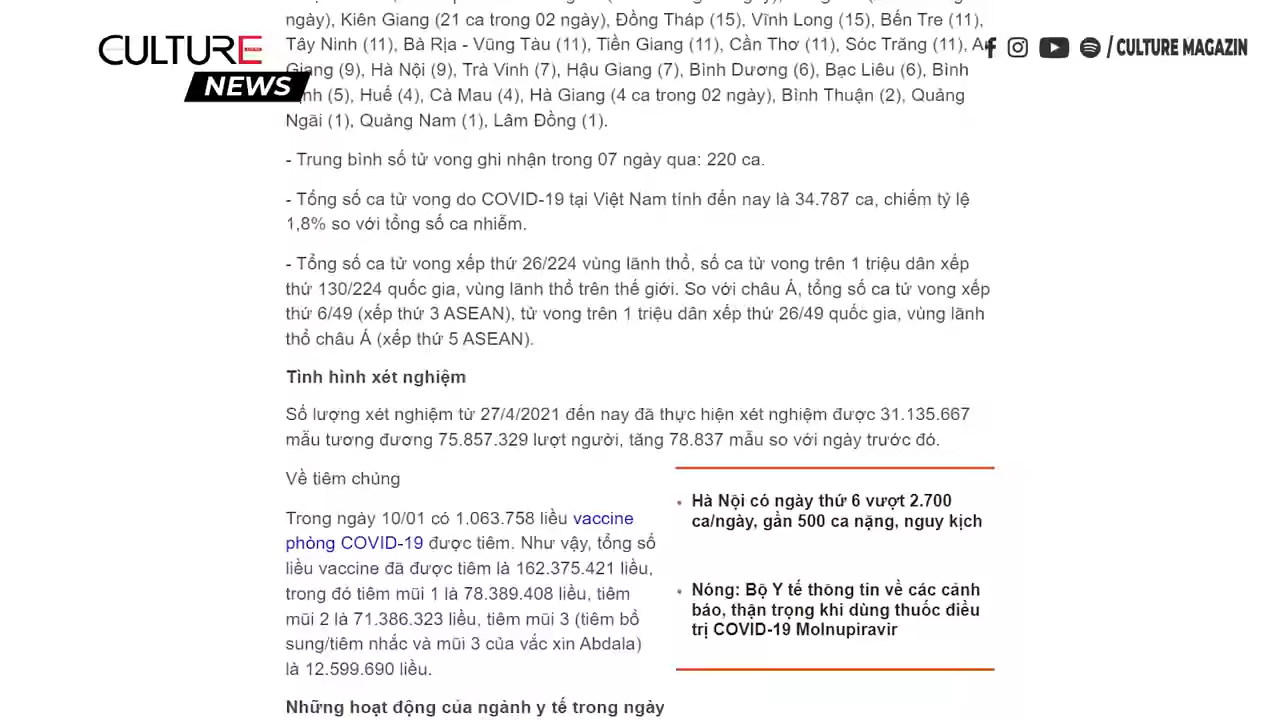 ngày), Kiên Giang (21 ca trong 02 ngày), Đồng Tháp (15), Vĩnh Long (15), Bến Tre (11),
CULTURE
NEWS
/ CULTURE MAGAZIN
Tây Ninh (11), Bà Rịa - Vũng Tàu (11), Tiền Giang (11), Cần Thơ (11), Sóc Trăng (11), An
Giang (9), Hà Nội (9), Trà Vinh (7), Hậu Giang (7), Bình Dương (6), Bạc Liêu (6), Bình
(5), Huế (4), Cà Mau (4), Hà Giang (4 ca trong 02 ngày), Bình Thuận (2), Quảng
Ngãi (1), Quảng Nam (1), Lâm Đồng (1).
- Trung bình số tử vong ghi nhận trong 07 ngày qua: 220 ca.
- Tổng số ca tử vong do COVID-19 tại Việt Nam tính đến nay là 34.787 ca, chiếm tỷ lệ
1,8% so với tổng số ca nhiễm.
- Tổng số ca tử vong xếp thứ 26/224 vùng lãnh thổ, số ca tử vong trên 1 triệu dân xếp
thứ 130/224 quốc gia, vùng lãnh thổ trên thế giới. So với châu Á, tổng số ca tử vong xếp
thứ 6/49 (xếp thứ 3 ASEAN), tử vong trên 1 triệu dân xếp thứ 26/49 quốc gia, vùng lãnh
thổ châu Á (xếp thứ 5 ASEAN).
Tình hình xét nghiệm
Số lượng xét nghiệm từ 27/4/2021 đến nay đã thực hiện xét nghiệm được 31.135.667
mẫu tương đương 75.857.329 lượt người, tăng 78.837 mẫu so với ngày trước đó.
Về tiêm chủng
Trong ngày 10/01 có 1.063.758 liều vaccine
phòng COVID-19 được tiêm. Như vậy, tổng số
liều vaccine đã được tiêm là 162.375.421 liều,
trong đó tiêm mũi 1 là 78.389.408 liều, tiêm
mũi 2 là 71.386.323 liều, tiêm mũi 3 (tiêm bổ
sung/tiêm nhắc và mũi 3 của vắc xin Abdala)
là 12.599.690 liều.
Hà Nội có ngày thứ 6 vượt 2.700
ca/ngày, gần 500 ca nặng, nguy kịch
Nóng: Bộ Y tế thông tin về các cảnh
báo, thận trọng khi dùng thuốc điều
trị COVID-19 Molnupiravir
Những hoạt động của ngành y tế trong ngày